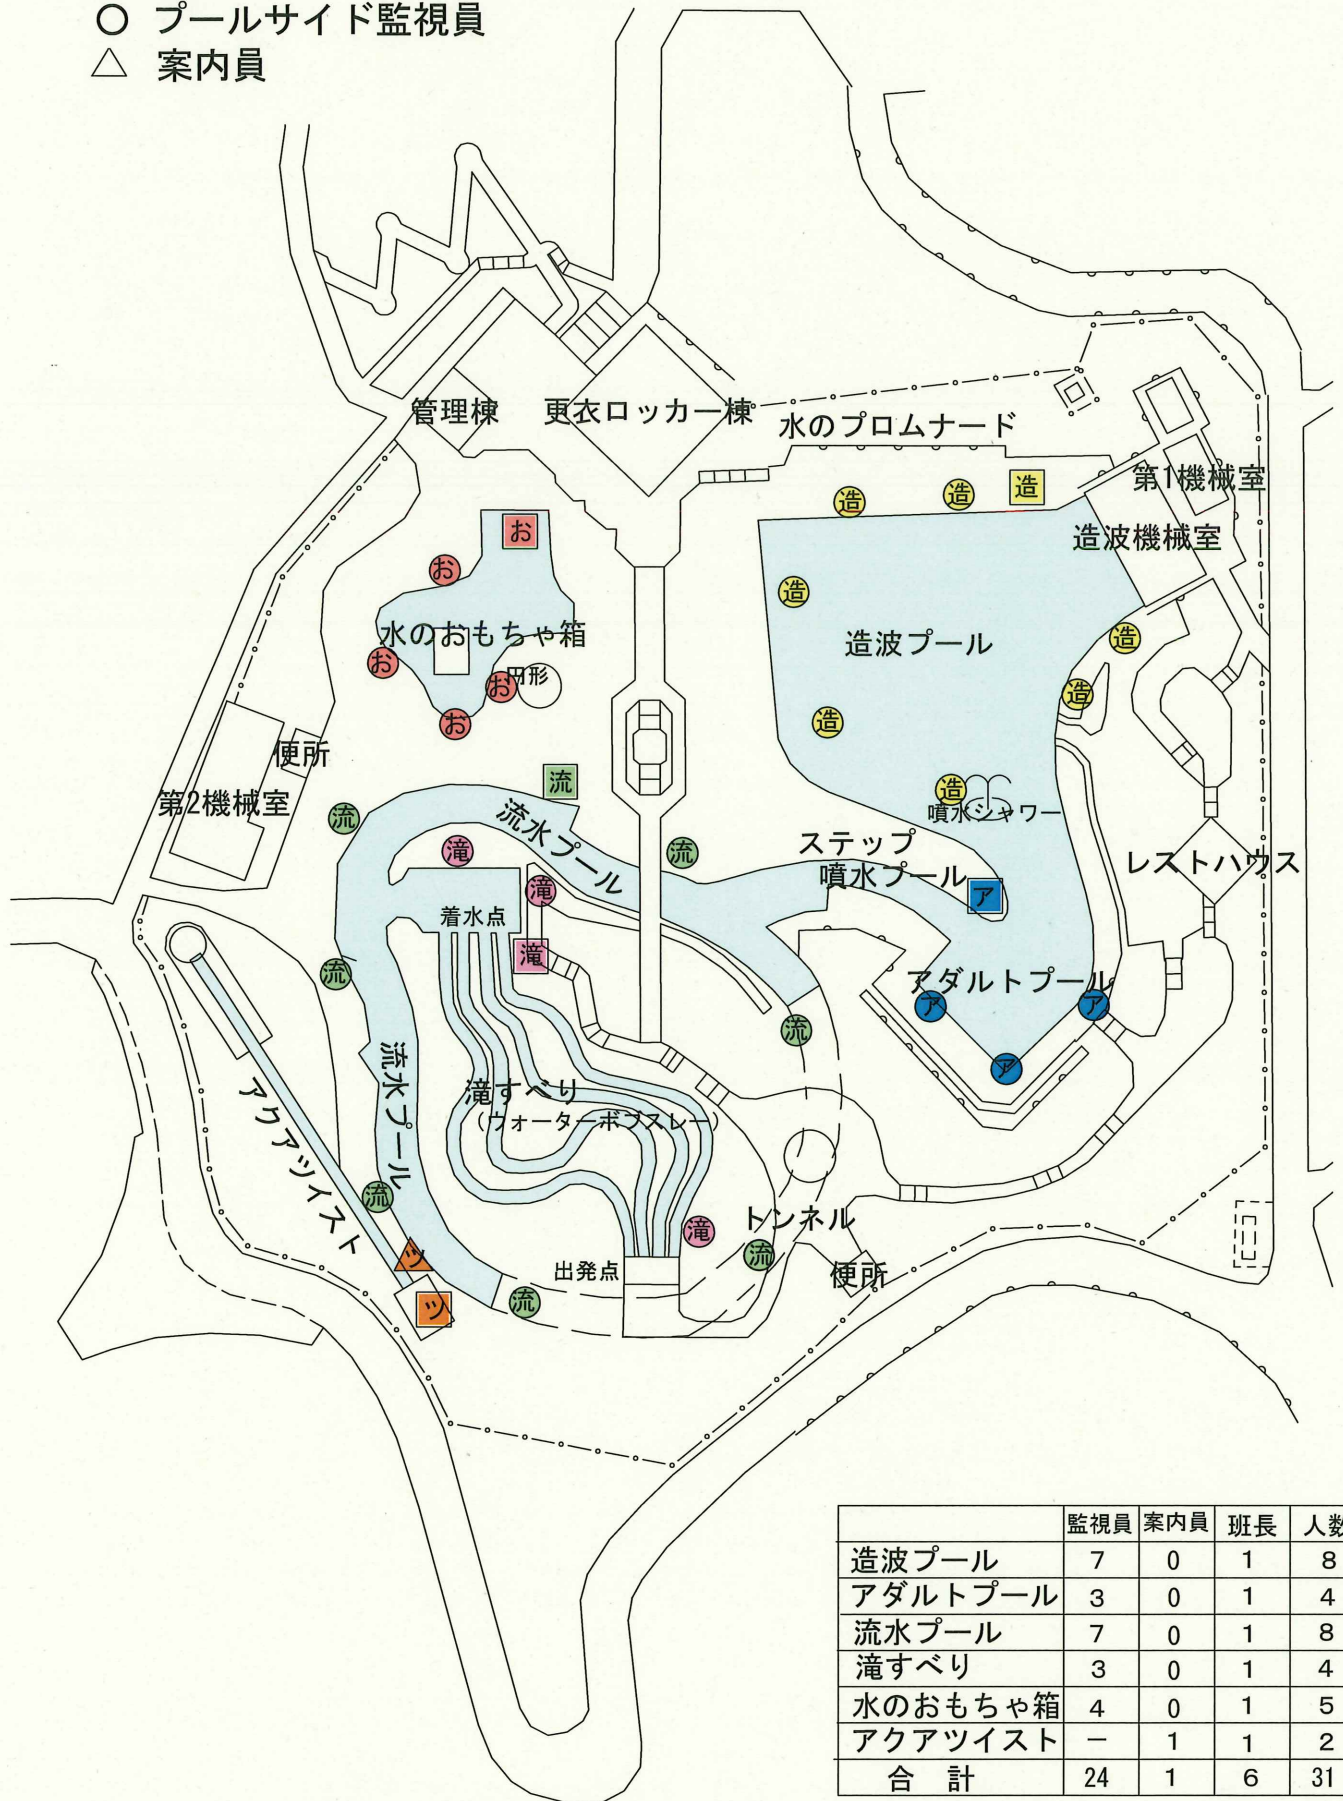 ○ プールサイド監視員
△ 案内員
管理棟
更衣ロッカー棟
水のプロムナード
第1機械室
造波機械室
造
造
造
お
お
造
造
造波プール
水のおもちゃ箱
お
お
円形
お
造
造
便所
第2機械室
流
流
流水プール
造
噴水シャワー
滝
流
ステップ
噴水プール
レストハウス
滝
ア
着水点
滝
流
アダルトプール
ア
ア
流
ア
流水プール
アクアツイスト
滝すべり
(ウォーターボブスレー)
流
滝
トンネル
流
ツ
出発点
便所
ツ
流
監視員 案内員 班長 人数
造波プール 7 0 1 8
アダルトプール 3 0 1 4
流水プール 7 0 1 8
滝すべり 3 0 1 4
水のおもちゃ箱 4 0 1 5
アクアツイスト － 1 1 2
合 計 24 1 6 31